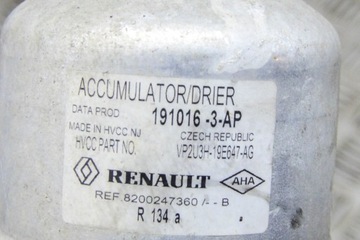 ACCUMULATOR/DRIER
DATA PROD. 191016 -3-AP
MADE IN HVCC NJ CZECH REPUBLIC
HVCC PART NO. VP2U3H-19E647-AG
RENAULT AHA
REF.8200247360 /- - B
R 134 a